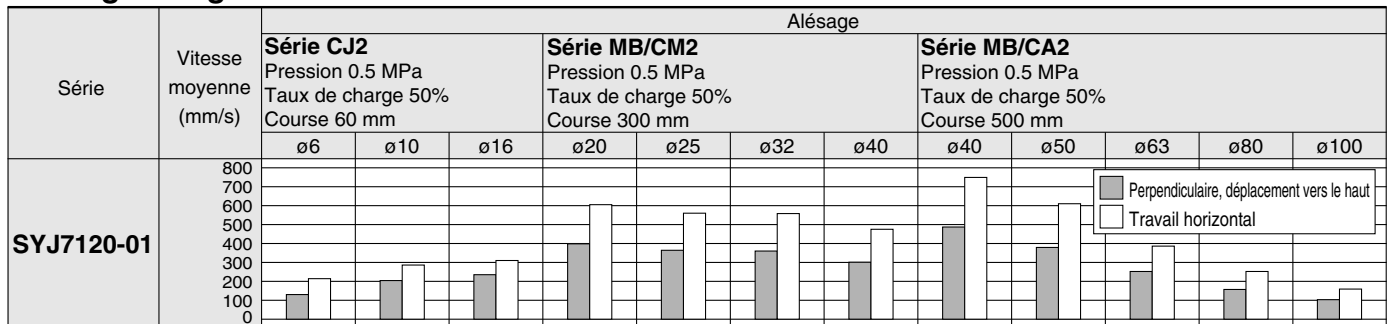 Alésage
Série
Vitesse
moyenne
(mm/s)
Série CJ2
Pression 0.5 MPa
Taux de charge 50%
Course 60 mm
Série MB/CM2
Pression 0.5 MPa
Taux de charge 50%
Course 300 mm
Série MB/CA2
Pression 0.5 MPa
Taux de charge 50%
Course 500 mm
ø6 ø10 ø16 ø20 ø25 ø32 ø40 ø40 ø50 ø63 ø80 ø100
SYJ7120-01
800
700
600
500
400
300
200
100
0
Perpendiculaire, déplacement vers le haut
Travail horizontal